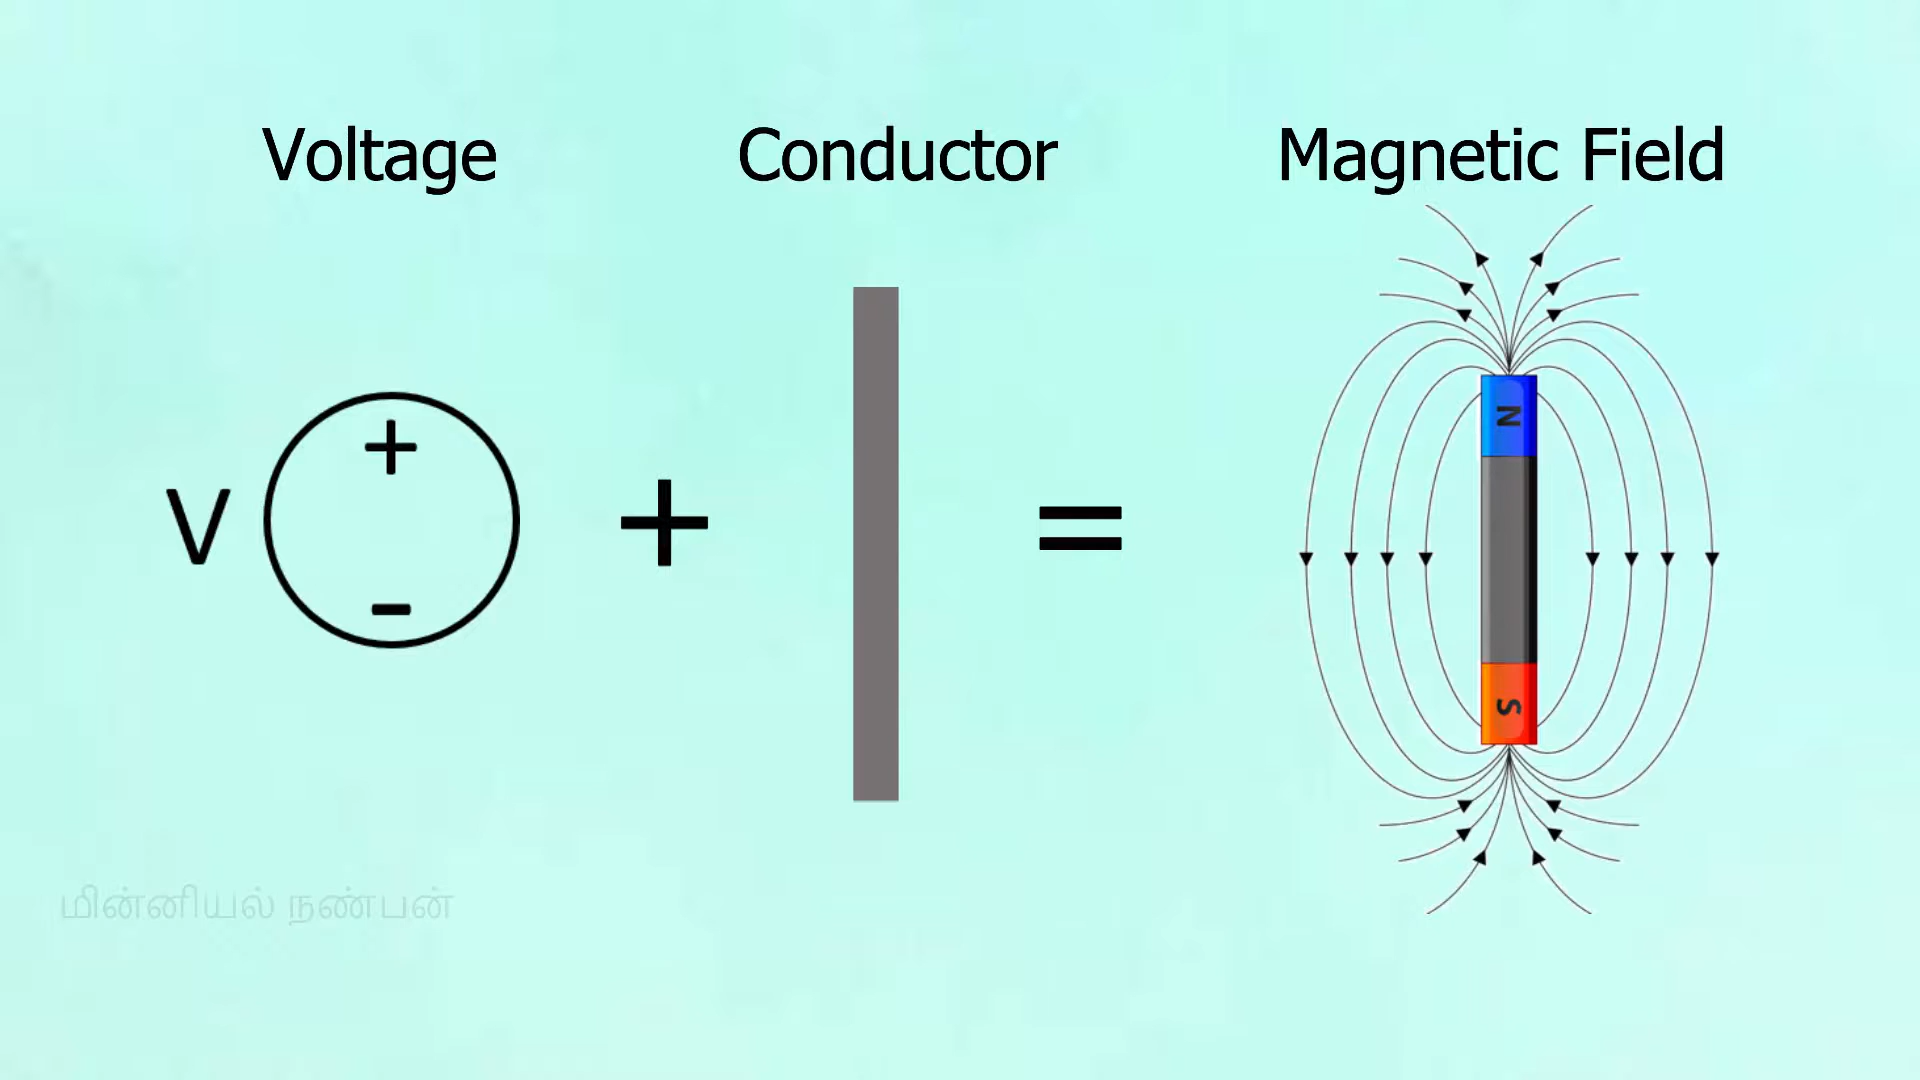 Voltage Conductor Magnetic Field
V + - + =
N
S
மின்னியல் நண்பன்